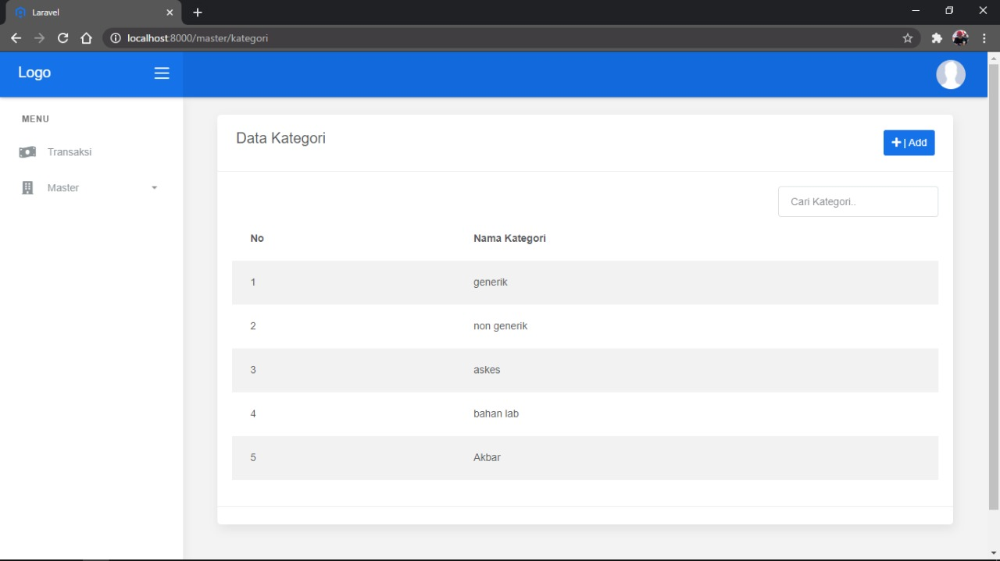 Laravel
localhost:8000/master/kategori
Logo
MENU
Transaksi
Master
Data Kategori
+ | Add
Cari Kategori..
No Nama Kategori
1 generik
2 non generik
3 askes
4 bahan lab
5 Akbar